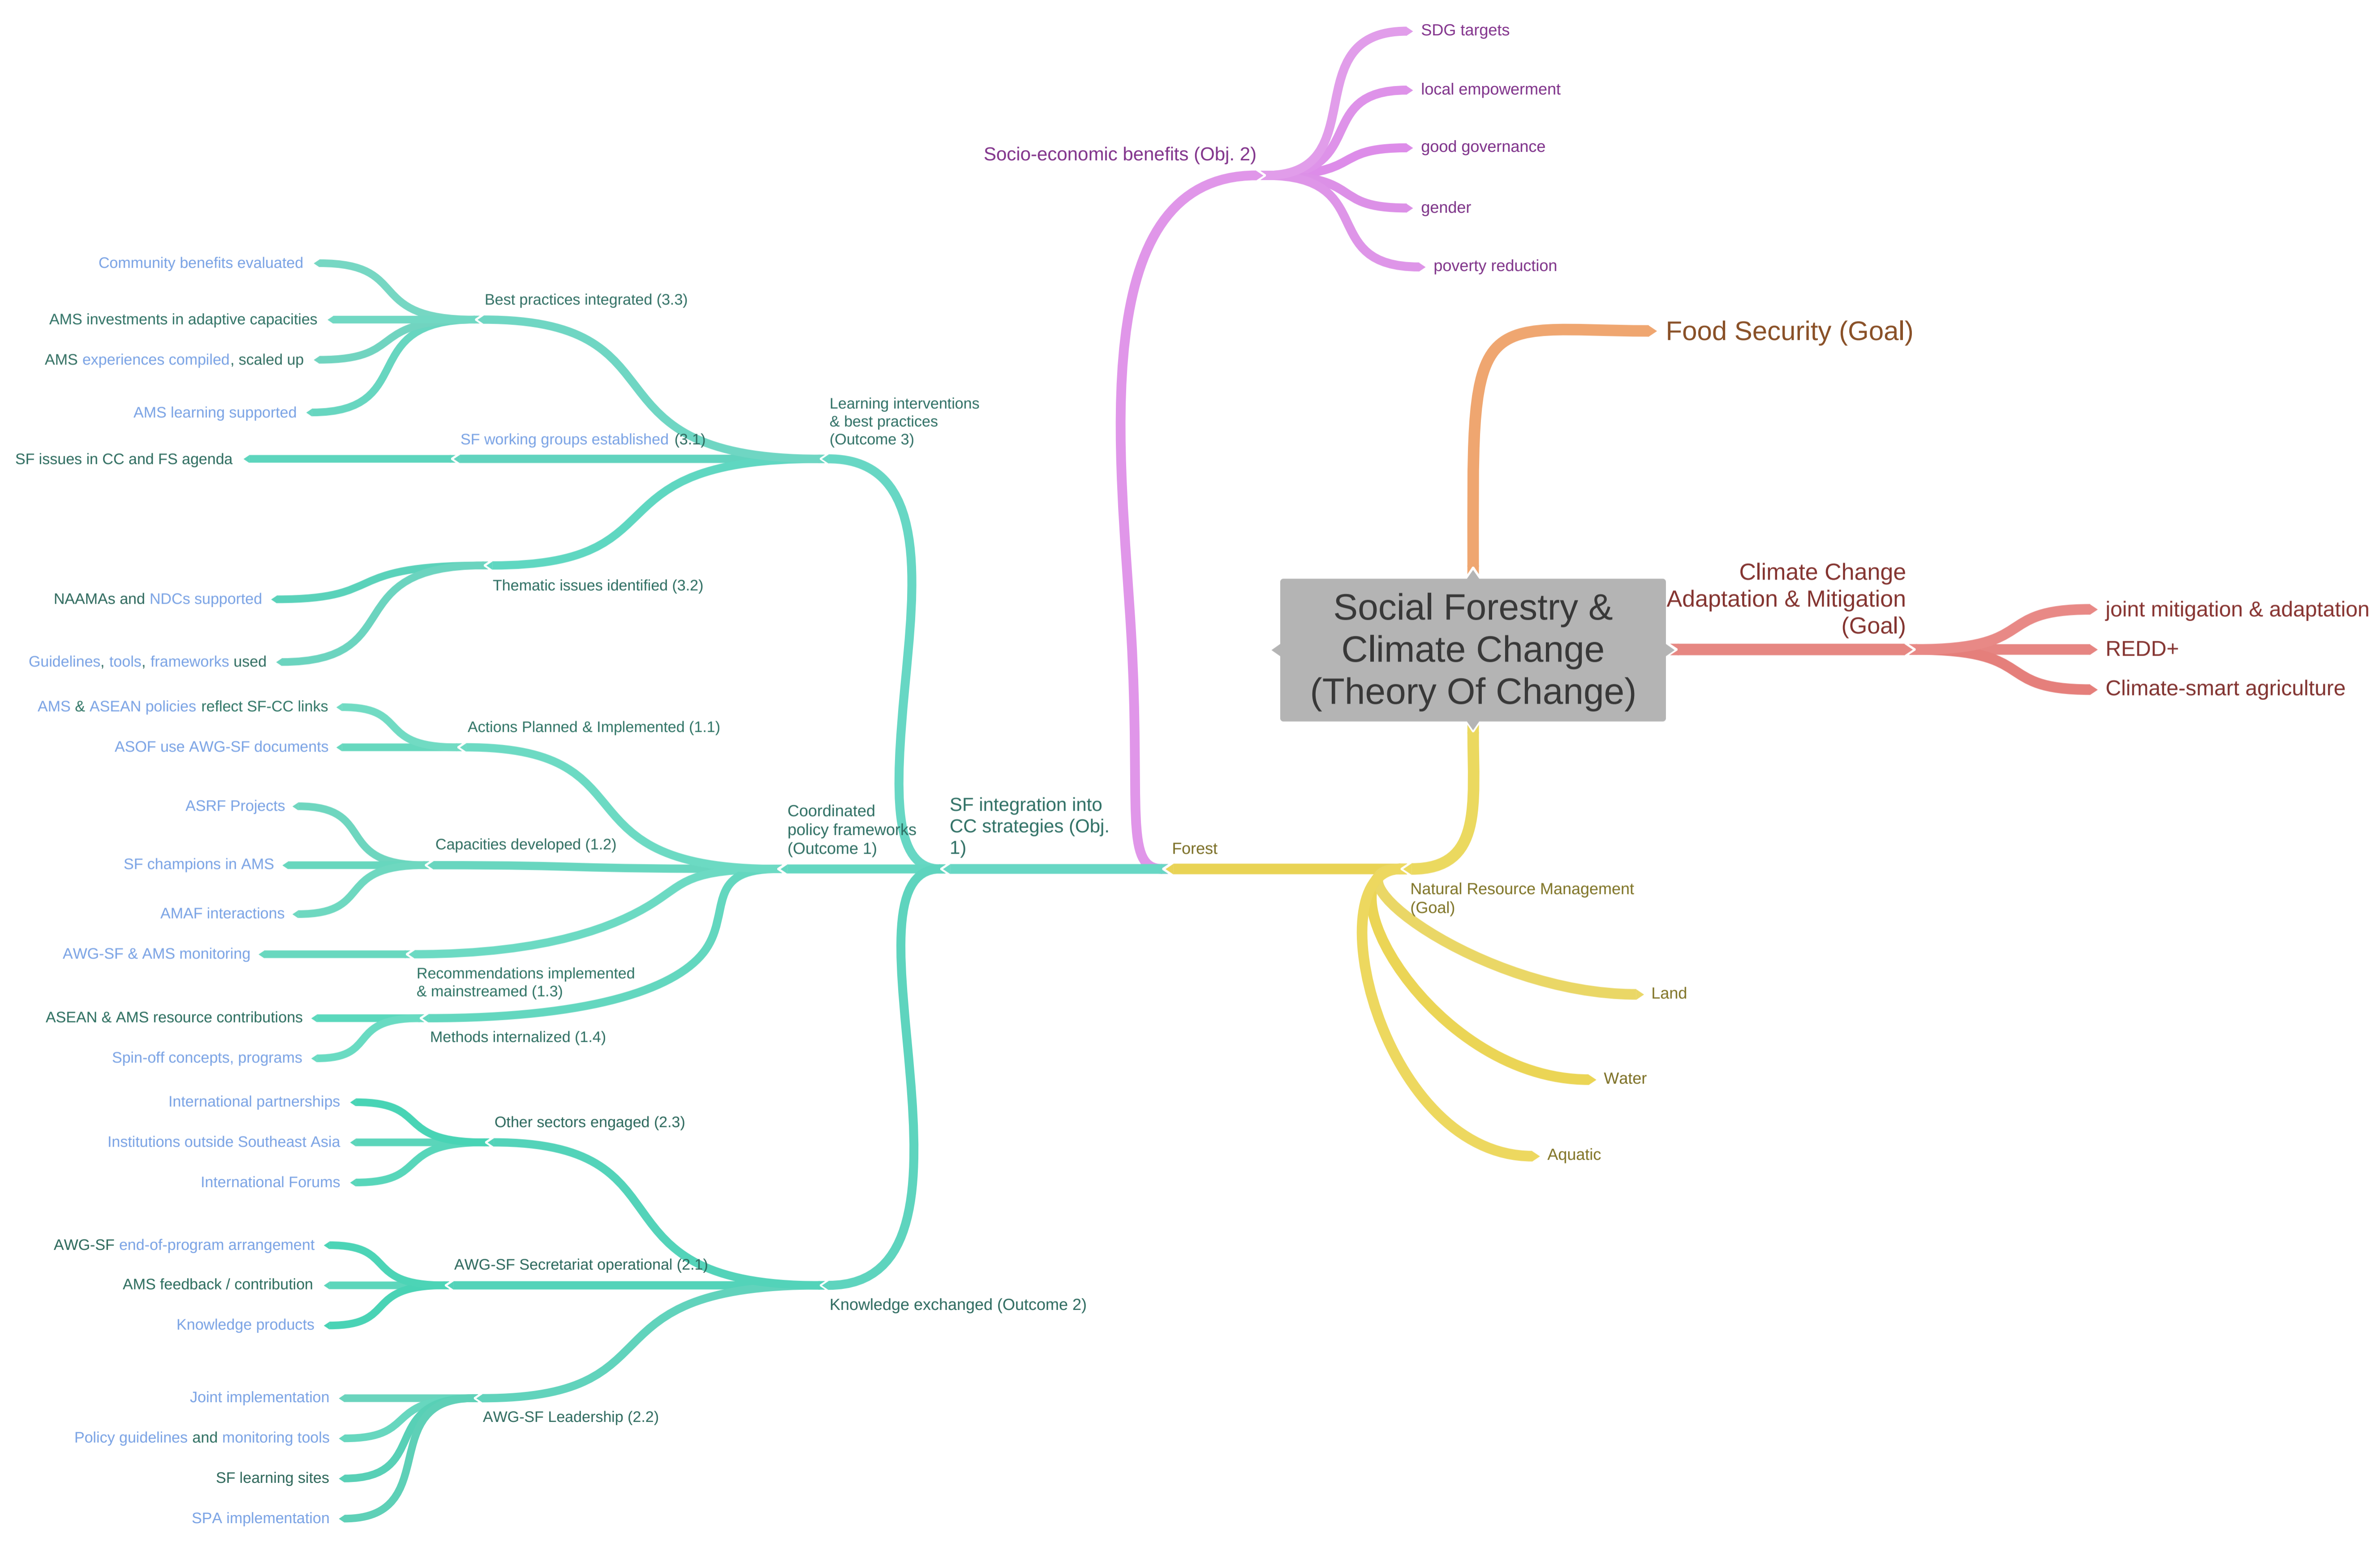 SDG targets
local empowerment
Socio-economic benefits (Obj. 2)
good governance
gender
poverty reduction
Food Security (Goal)
Social Forestry &
Climate Change
(Theory Of Change)
Climate Change
Adaptation & Mitigation
(Goal)
joint mitigation & adaptation
REDD+
Climate-smart agriculture
Natural Resource Management
(Goal)
Land
Water
Aquatic
Forest
SF integration into
CC strategies (Obj.
1)
Learning interventions
& best practices
(Outcome 3)
Best practices integrated (3.3)
Community benefits evaluated
AMS investments in adaptive capacities
AMS experiences compiled, scaled up
AMS learning supported
SF working groups established (3.1)
SF issues in CC and FS agenda
Thematic issues identified (3.2)
NAAMAs and NDCs supported
Guidelines, tools, frameworks used
Coordinated
policy frameworks
(Outcome 1)
Actions Planned & Implemented (1.1)
AMS & ASEAN policies reflect SF-CC links
ASOF use AWG-SF documents
Capacities developed (1.2)
ASRF Projects
SF champions in AMS
AMAF interactions
AWG-SF & AMS monitoring
Recommendations implemented
& mainstreamed (1.3)
ASEAN & AMS resource contributions
Methods internalized (1.4)
Spin-off concepts, programs
Knowledge exchanged (Outcome 2)
Other sectors engaged (2.3)
International partnerships
Institutions outside Southeast Asia
International Forums
AWG-SF Secretariat operational (2.1)
AWG-SF end-of-program arrangement
AMS feedback / contribution
Knowledge products
AWG-SF Leadership (2.2)
Joint implementation
Policy guidelines and monitoring tools
SF learning sites
SPA implementation